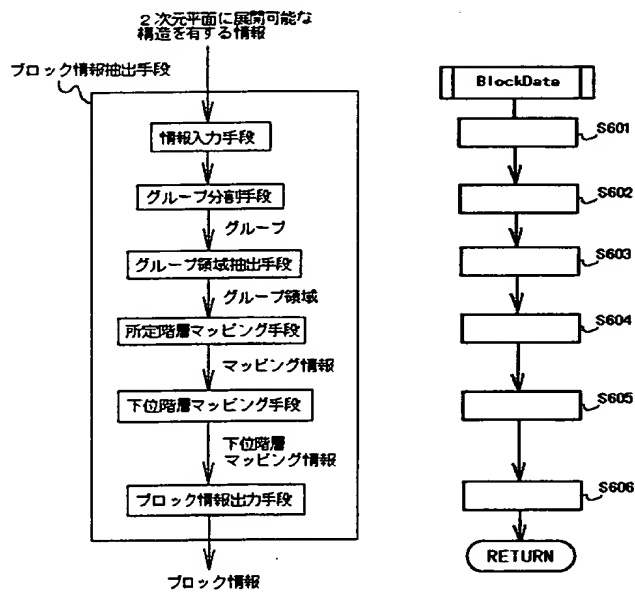 2次元平面に展開可能な
構造を有する情報
ブロック情報抽出手段
情報入力手段
グループ分割手段
グループ
グループ領域抽出手段
グループ領域
所定階層マッピング手段
マッピング情報
下位階層マッピング手段
下位階層
マッピング情報
ブロック情報出力手段
ブロック情報
BlockDate
S601
S602
S603
S604
S605
S606
RETURN